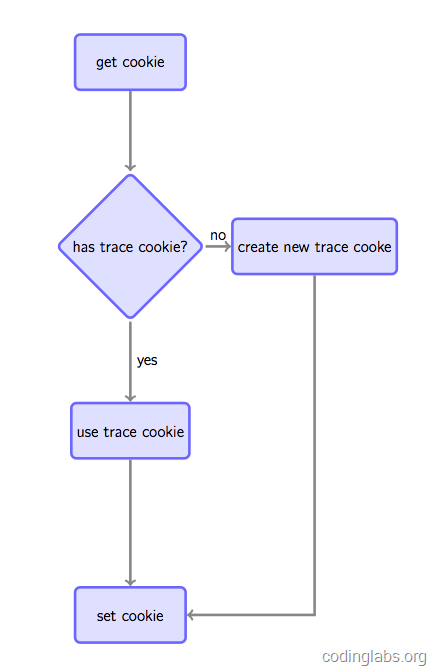 get cookie
has trace cookie?
no
create new trace cooke
yes
use trace cookie
set cookie
codinglabs.org